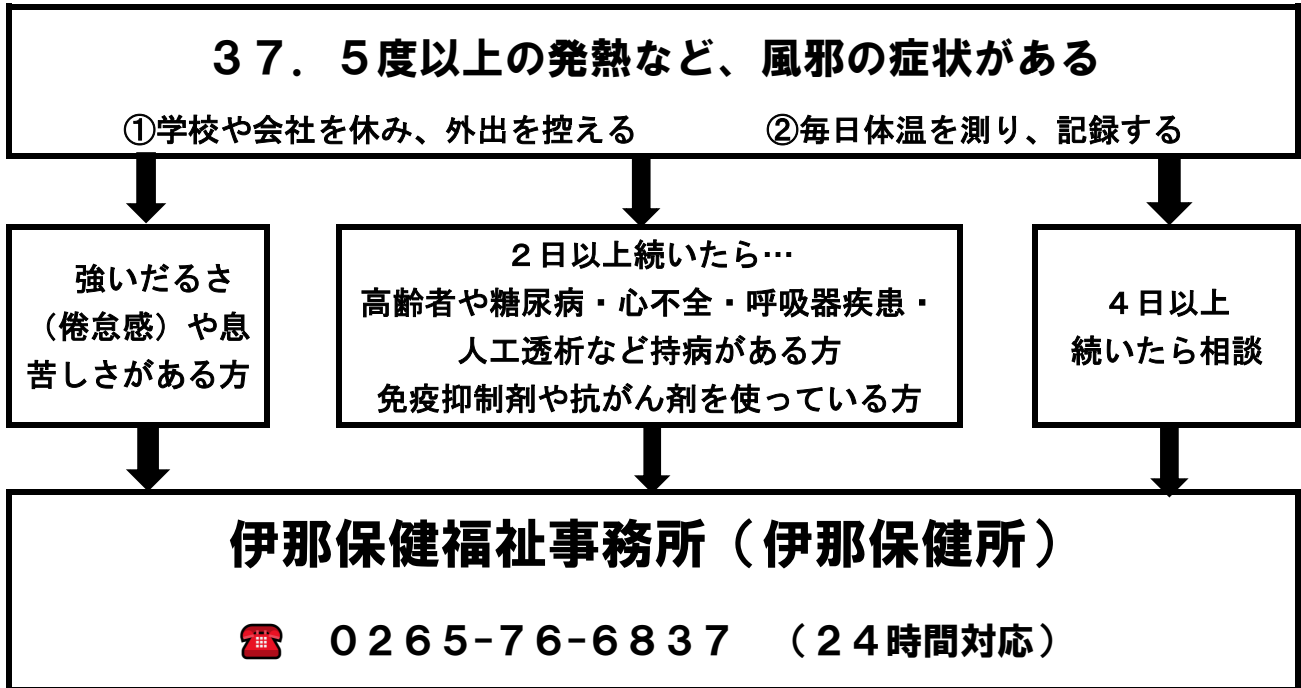 ３７．５度以上の発熱など、風邪の症状がある
①学校や会社を休み、外出を控える　②毎日体温を測り、記録する
強いだるさ
（倦怠感）や息
苦しさがある方
２日以上続いたら…
高齢者や糖尿病・心不全・呼吸器疾患・
人工透析など持病がある方
免疫抑制剤や抗がん剤を使っている方
４日以上
続いたら相談
伊那保健福祉事務所（伊那保健所）
☎　０２６５-７６-６８３７　（２４時間対応）